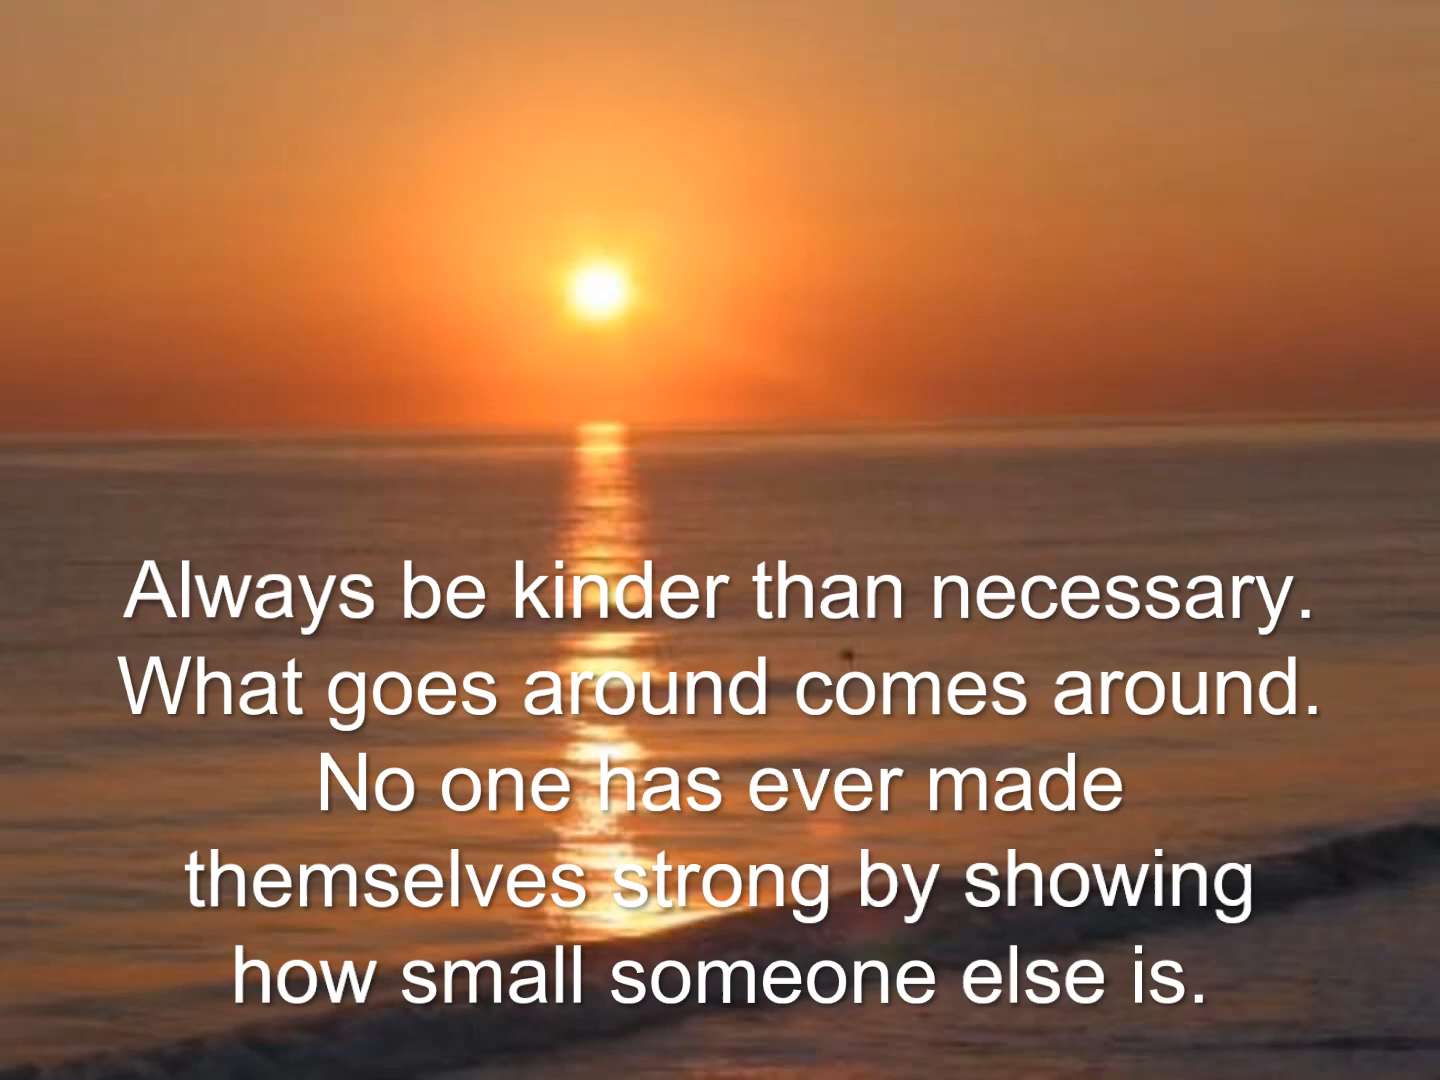 Always be kinder than necessary.
What goes around comes around.
No one has ever made
themselves strong by showing
how small someone else is.